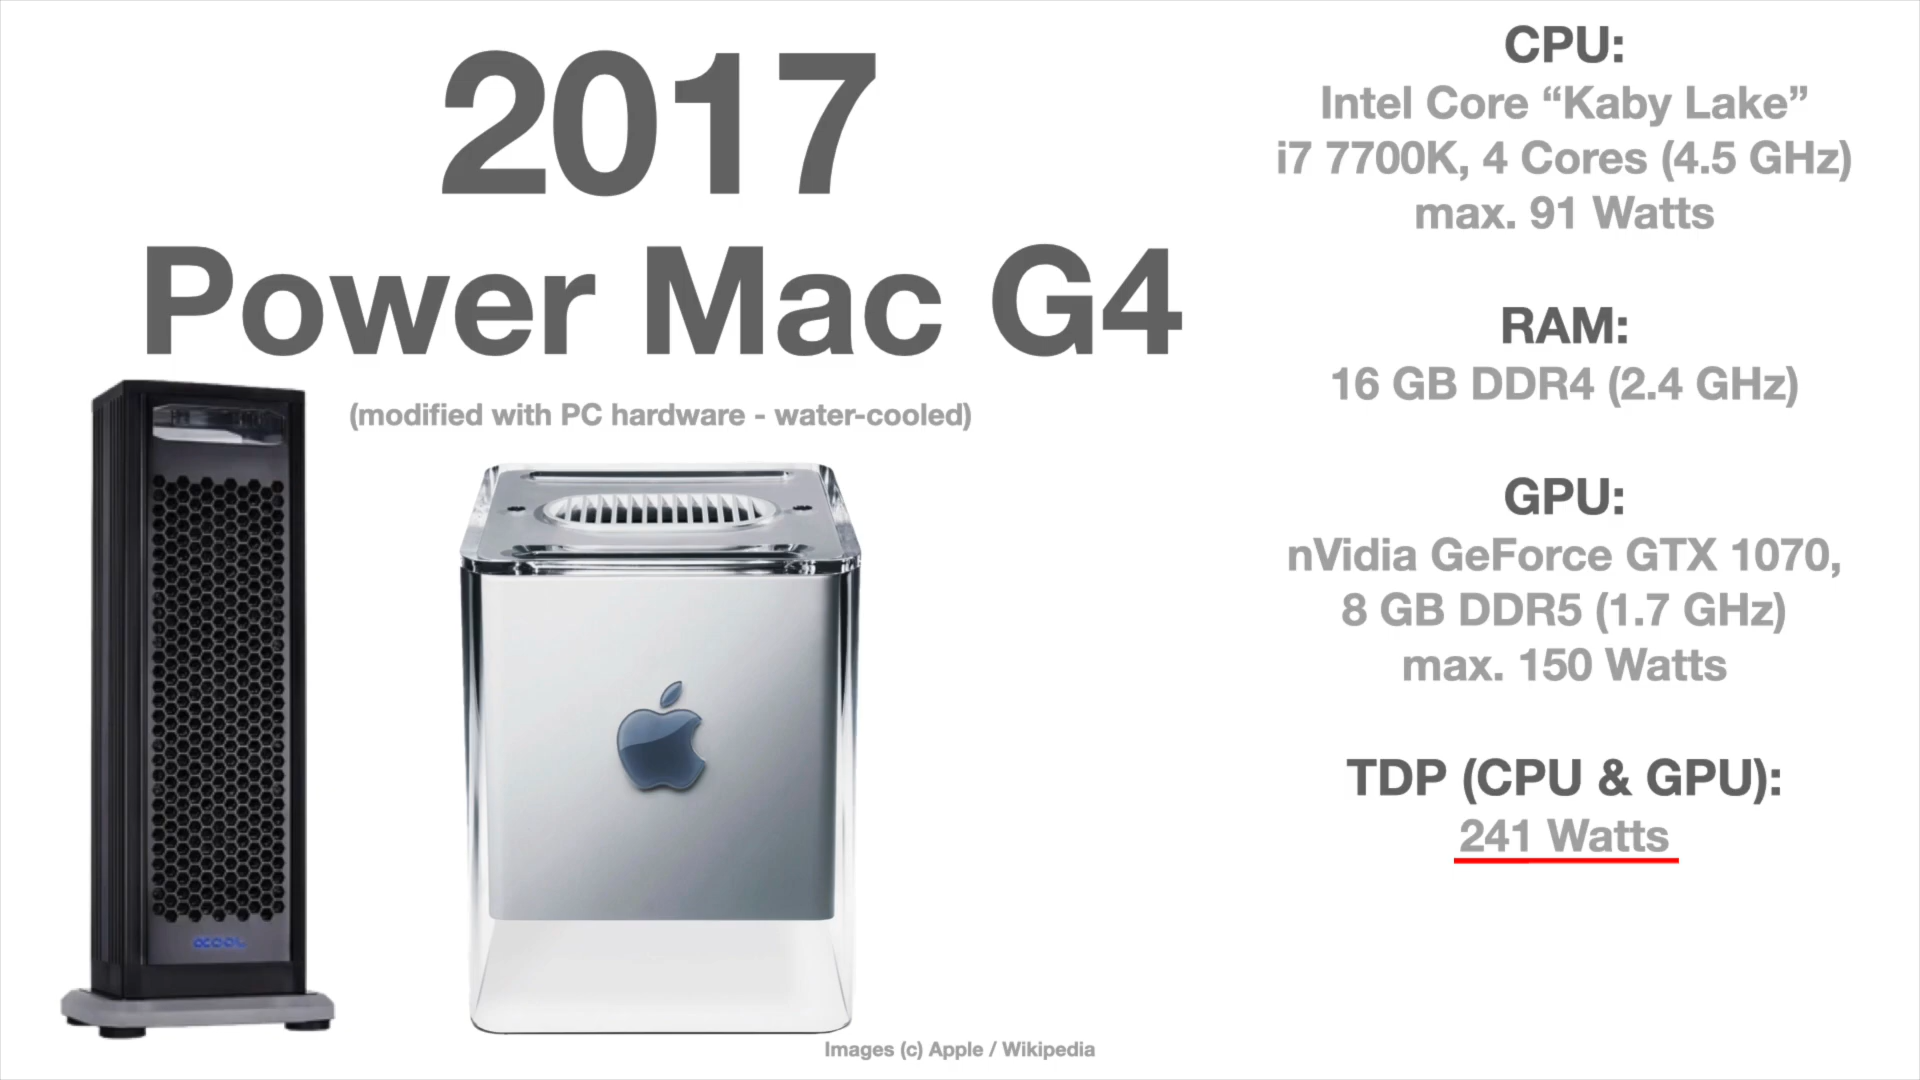 2017
Power Mac G4
(modified with PC hardware - water-cooled)
CPU:
Intel Core “Kaby Lake”
i7 7700K, 4 Cores (4.5 GHz)
max. 91 Watts
RAM:
16 GB DDR4 (2.4 GHz)
GPU:
nVidia GeForce GTX 1070,
8 GB DDR5 (1.7 GHz)
max. 150 Watts
TDP (CPU & GPU):
241 Watts
Images (c) Apple / Wikipedia